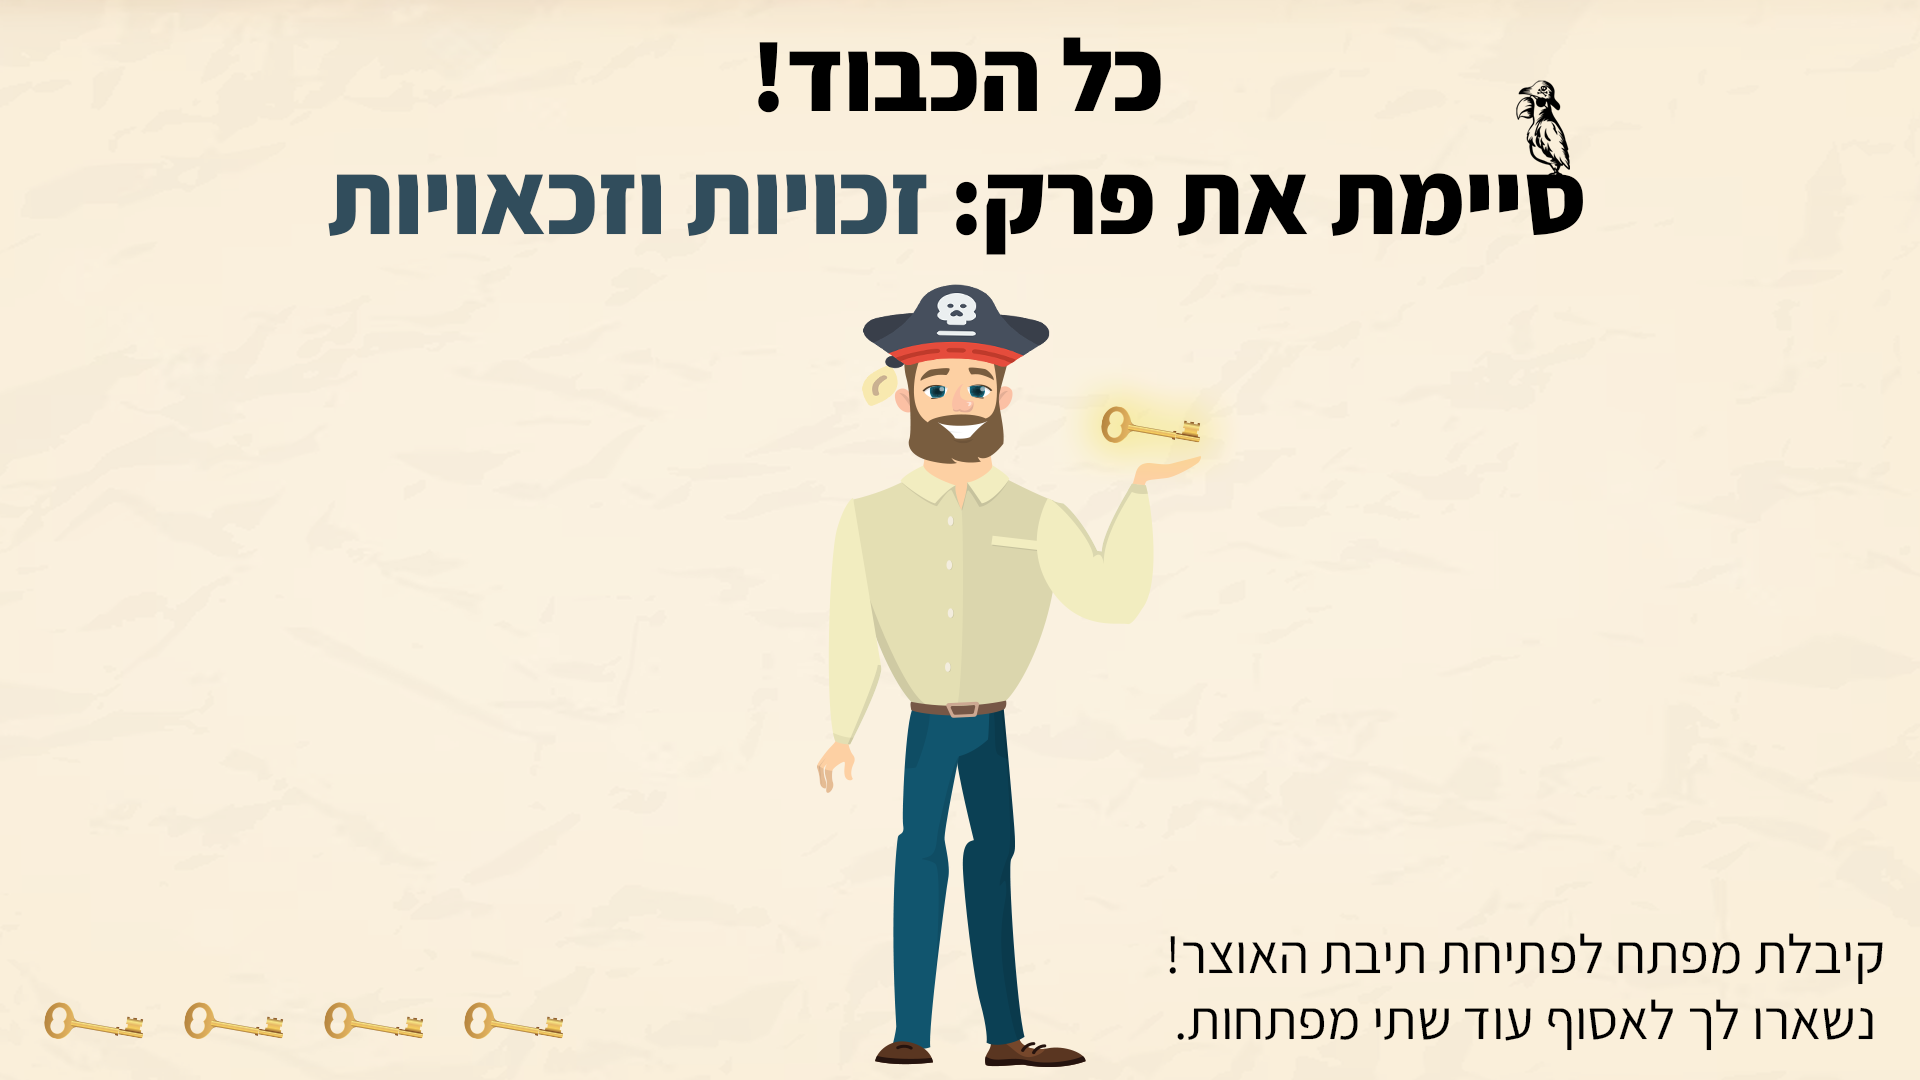 כל הכבוד!
סיימת את פרק: זכויות וזכאויות
קיבלת מפתח לפתיחת תיבת האוצר!
נשארו לך לאסוף עוד שתי מפתחות.